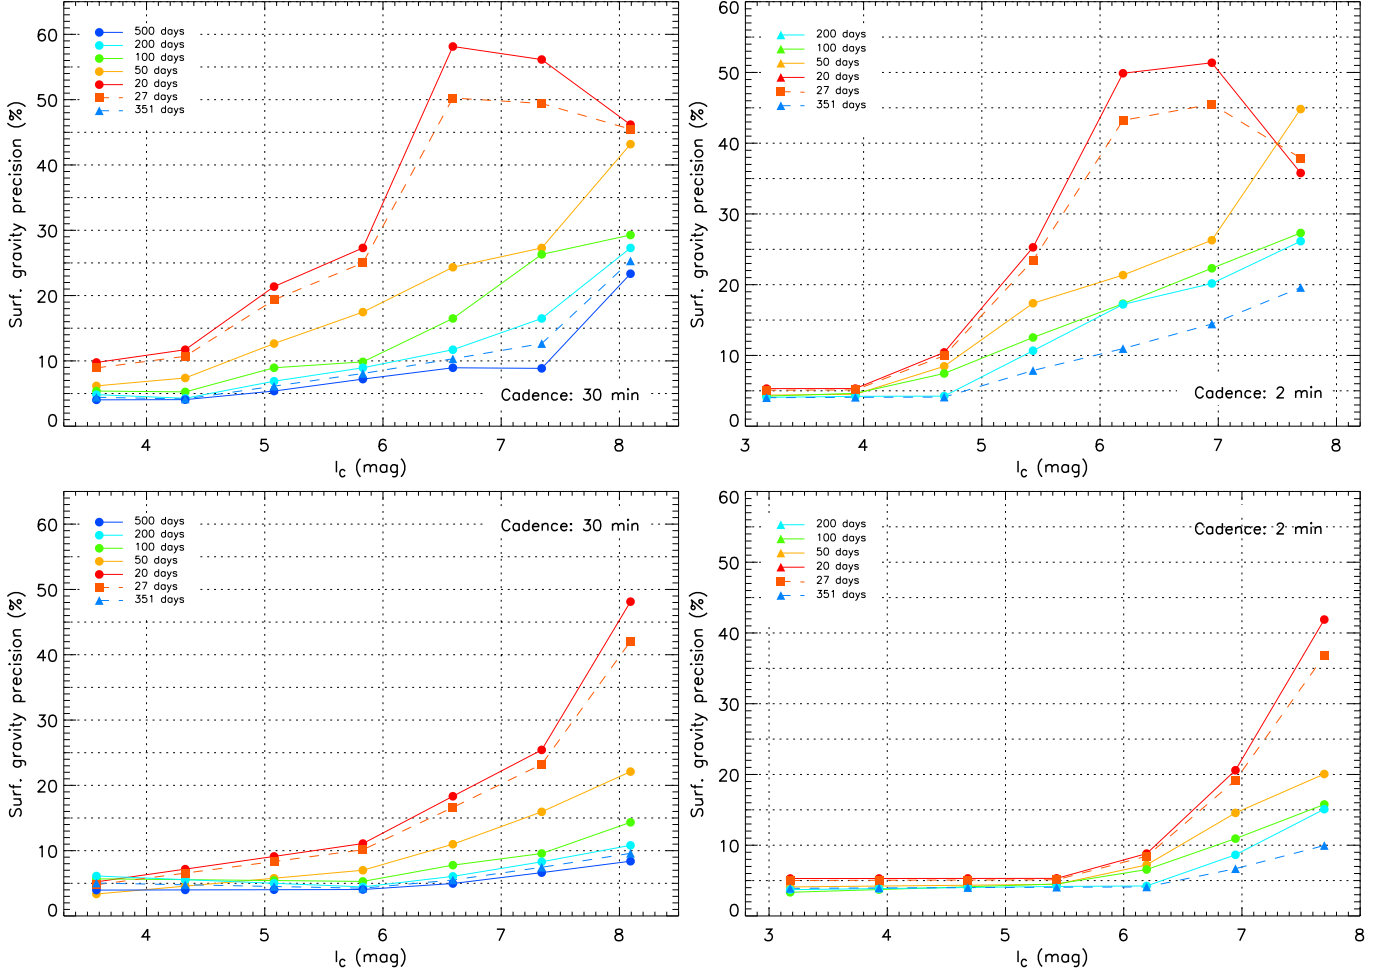 Surf. gravity precision (%)
60
50
40
30
20
10
0
500 days
200 days
100 days
50 days
20 days
27 days
351 days
Cadence: 30 min
4 5 6 7 8
I_C (mag)
Surf. gravity precision (%)
60
50
40
30
20
10
0
200 days
100 days
50 days
20 days
27 days
351 days
Cadence: 2 min
3 4 5 6 7 8
I_C (mag)
Surf. gravity precision (%)
60
50
40
30
20
10
0
500 days
200 days
100 days
50 days
20 days
27 days
351 days
Cadence: 30 min
4 5 6 7 8
I_C (mag)
Surf. gravity precision (%)
60
50
40
30
20
10
0
200 days
100 days
50 days
20 days
27 days
351 days
Cadence: 2 min
3 4 5 6 7 8
I_C (mag)